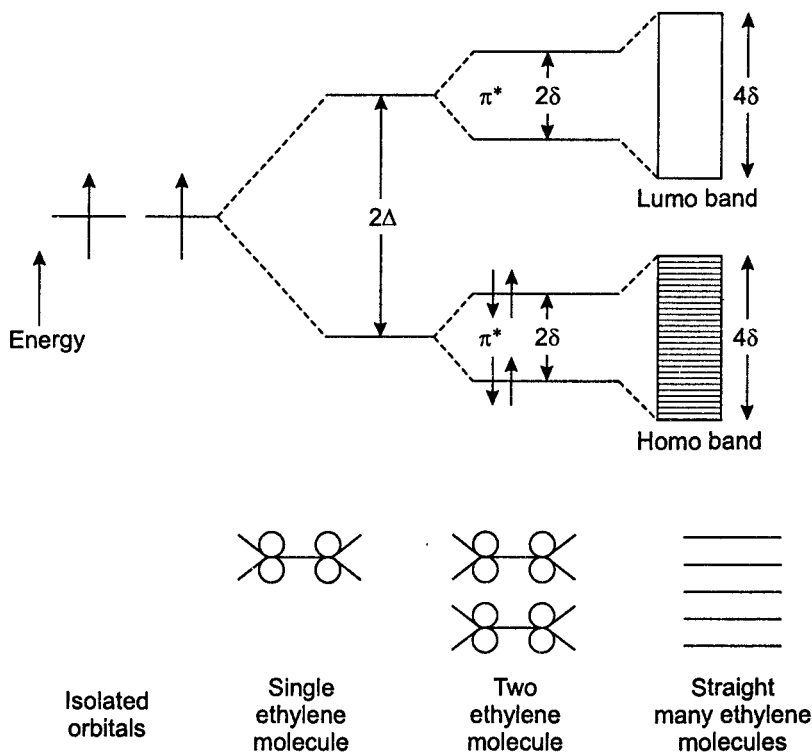 π*
2δ
4δ
Lumo band
2Δ
Energy
π*
2δ
4δ
Homo band
Isolated
orbitals
Single
ethylene
molecule
Two
ethylene
molecule
Straight
many ethylene
molecules